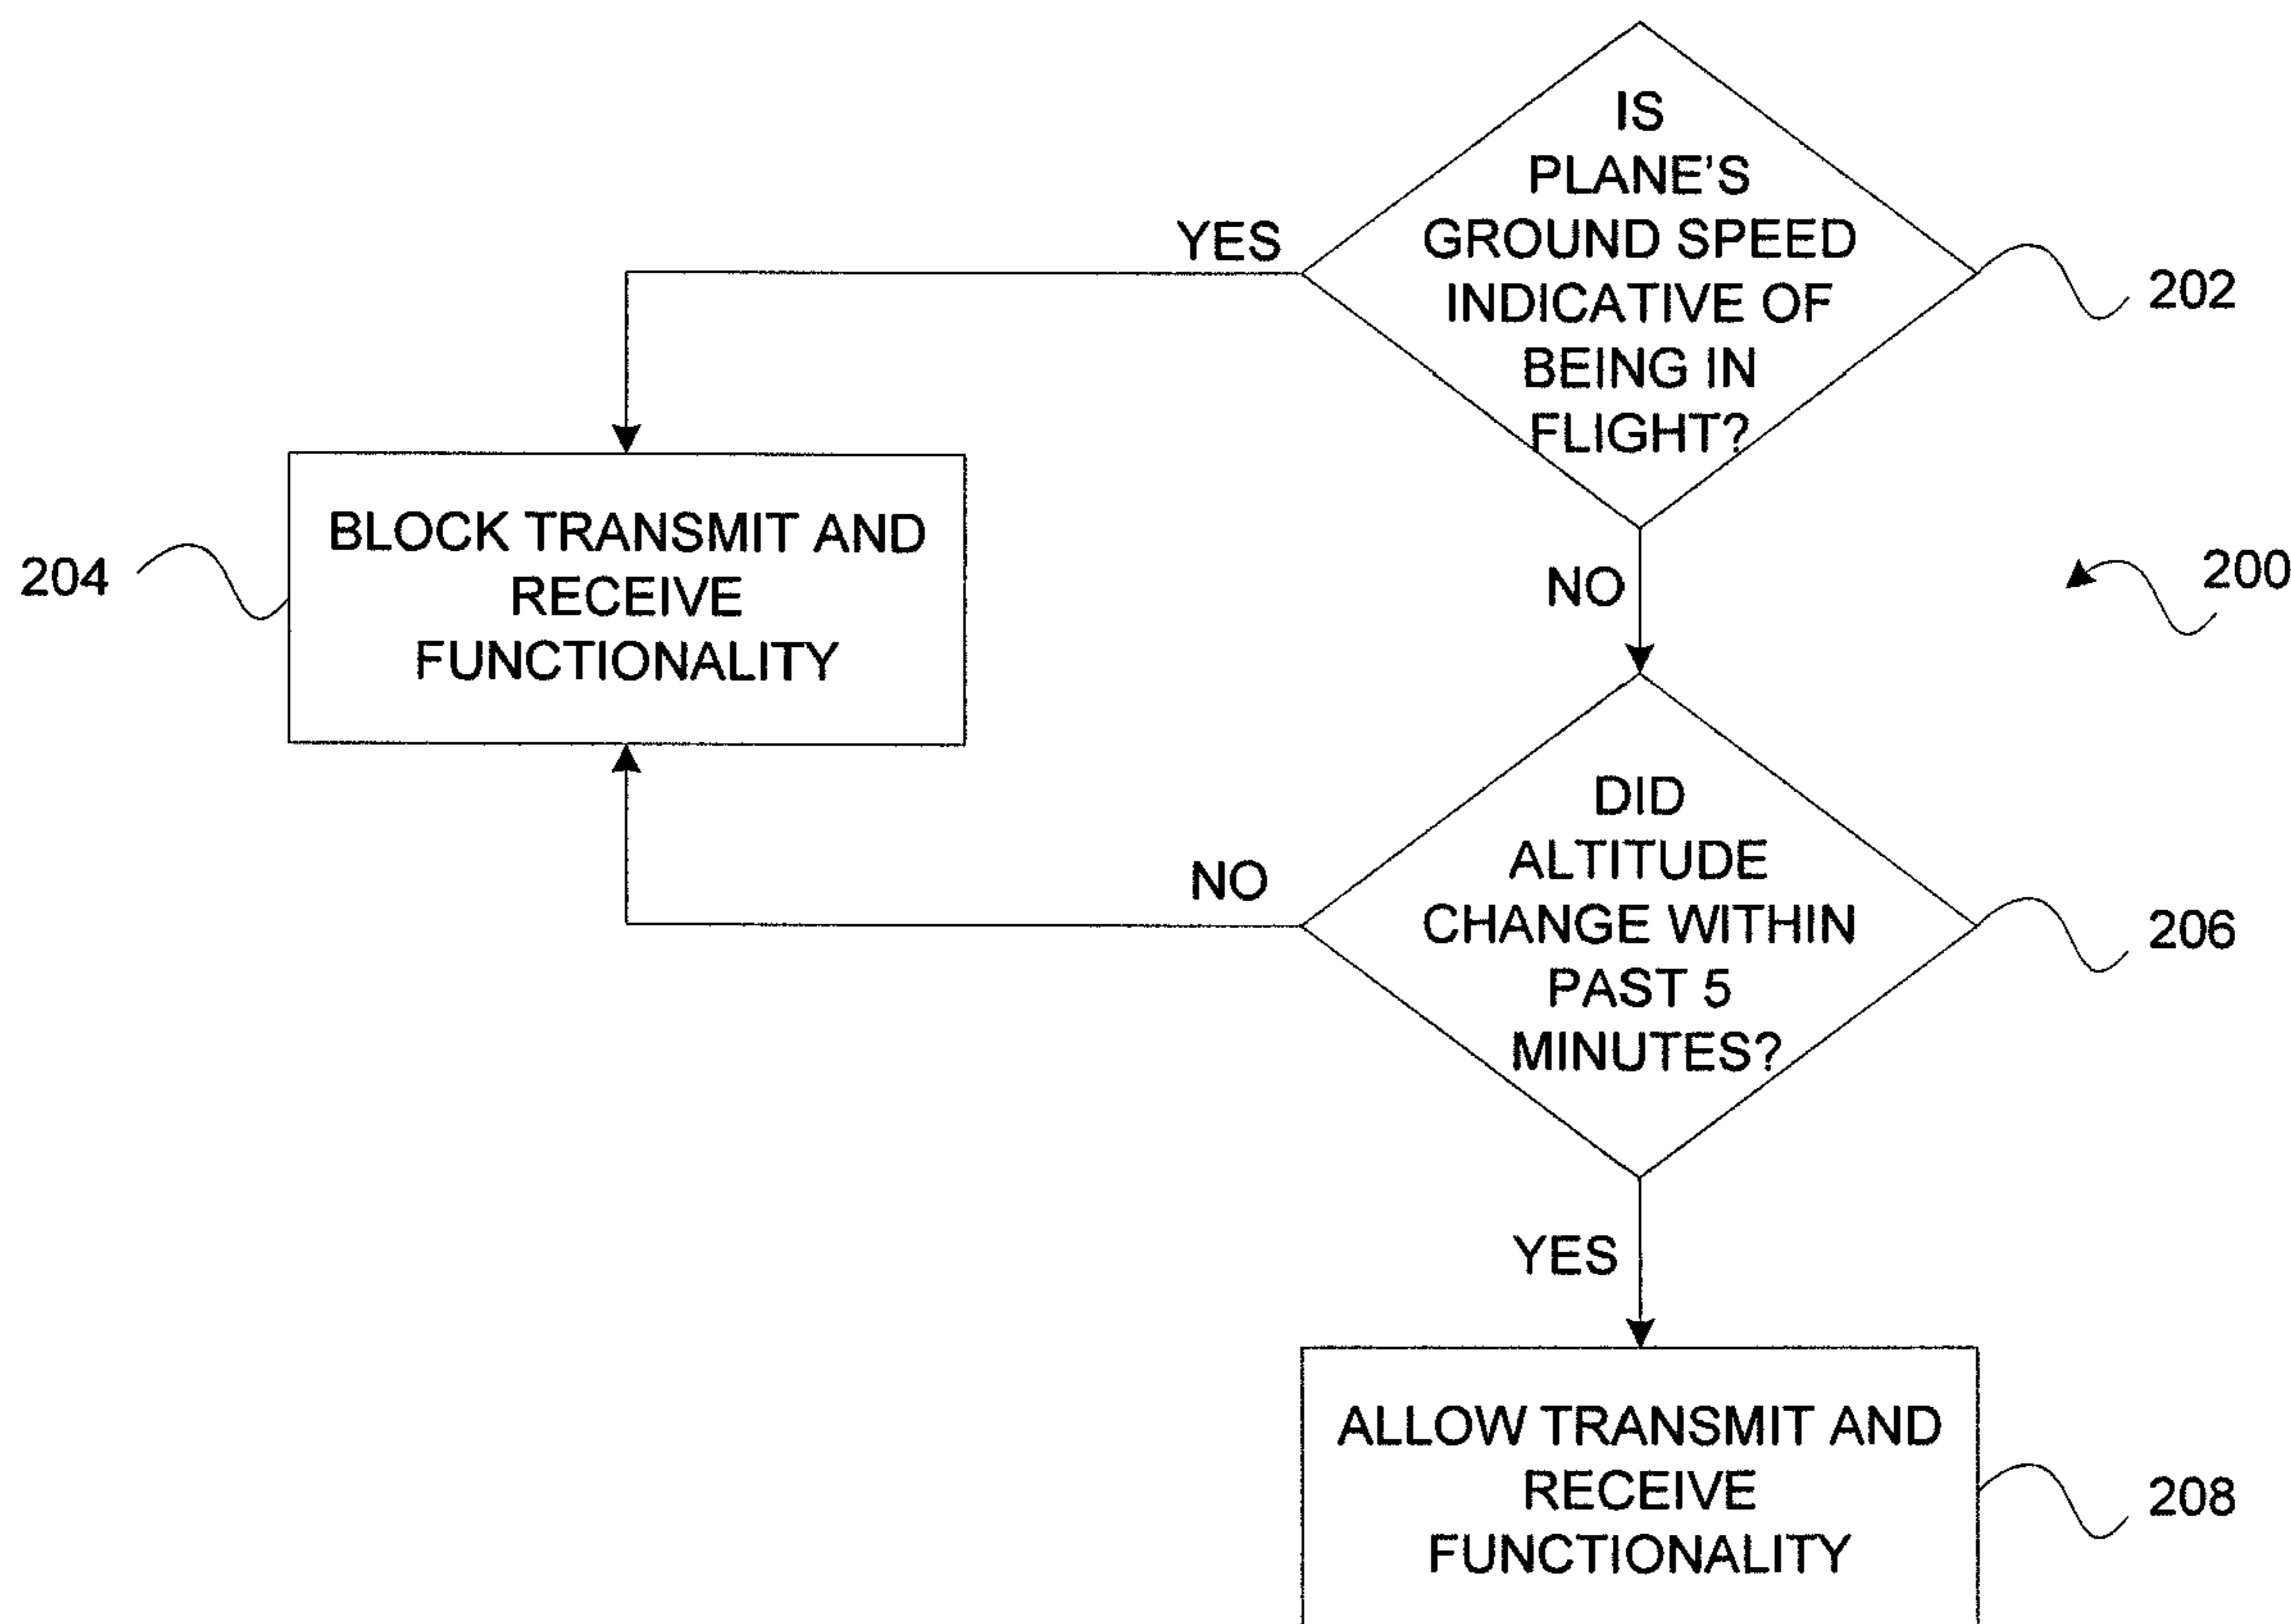 IS
PLANE'S
GROUND SPEED
INDICATIVE OF
BEING IN
FLIGHT?
YES
202
NO
200
BLOCK TRANSMIT AND
RECEIVE
FUNCTIONALITY
204
DID
ALTITUDE
CHANGE WITHIN
PAST 5
MINUTES?
NO
206
YES
ALLOW TRANSMIT AND
RECEIVE
FUNCTIONALITY
208